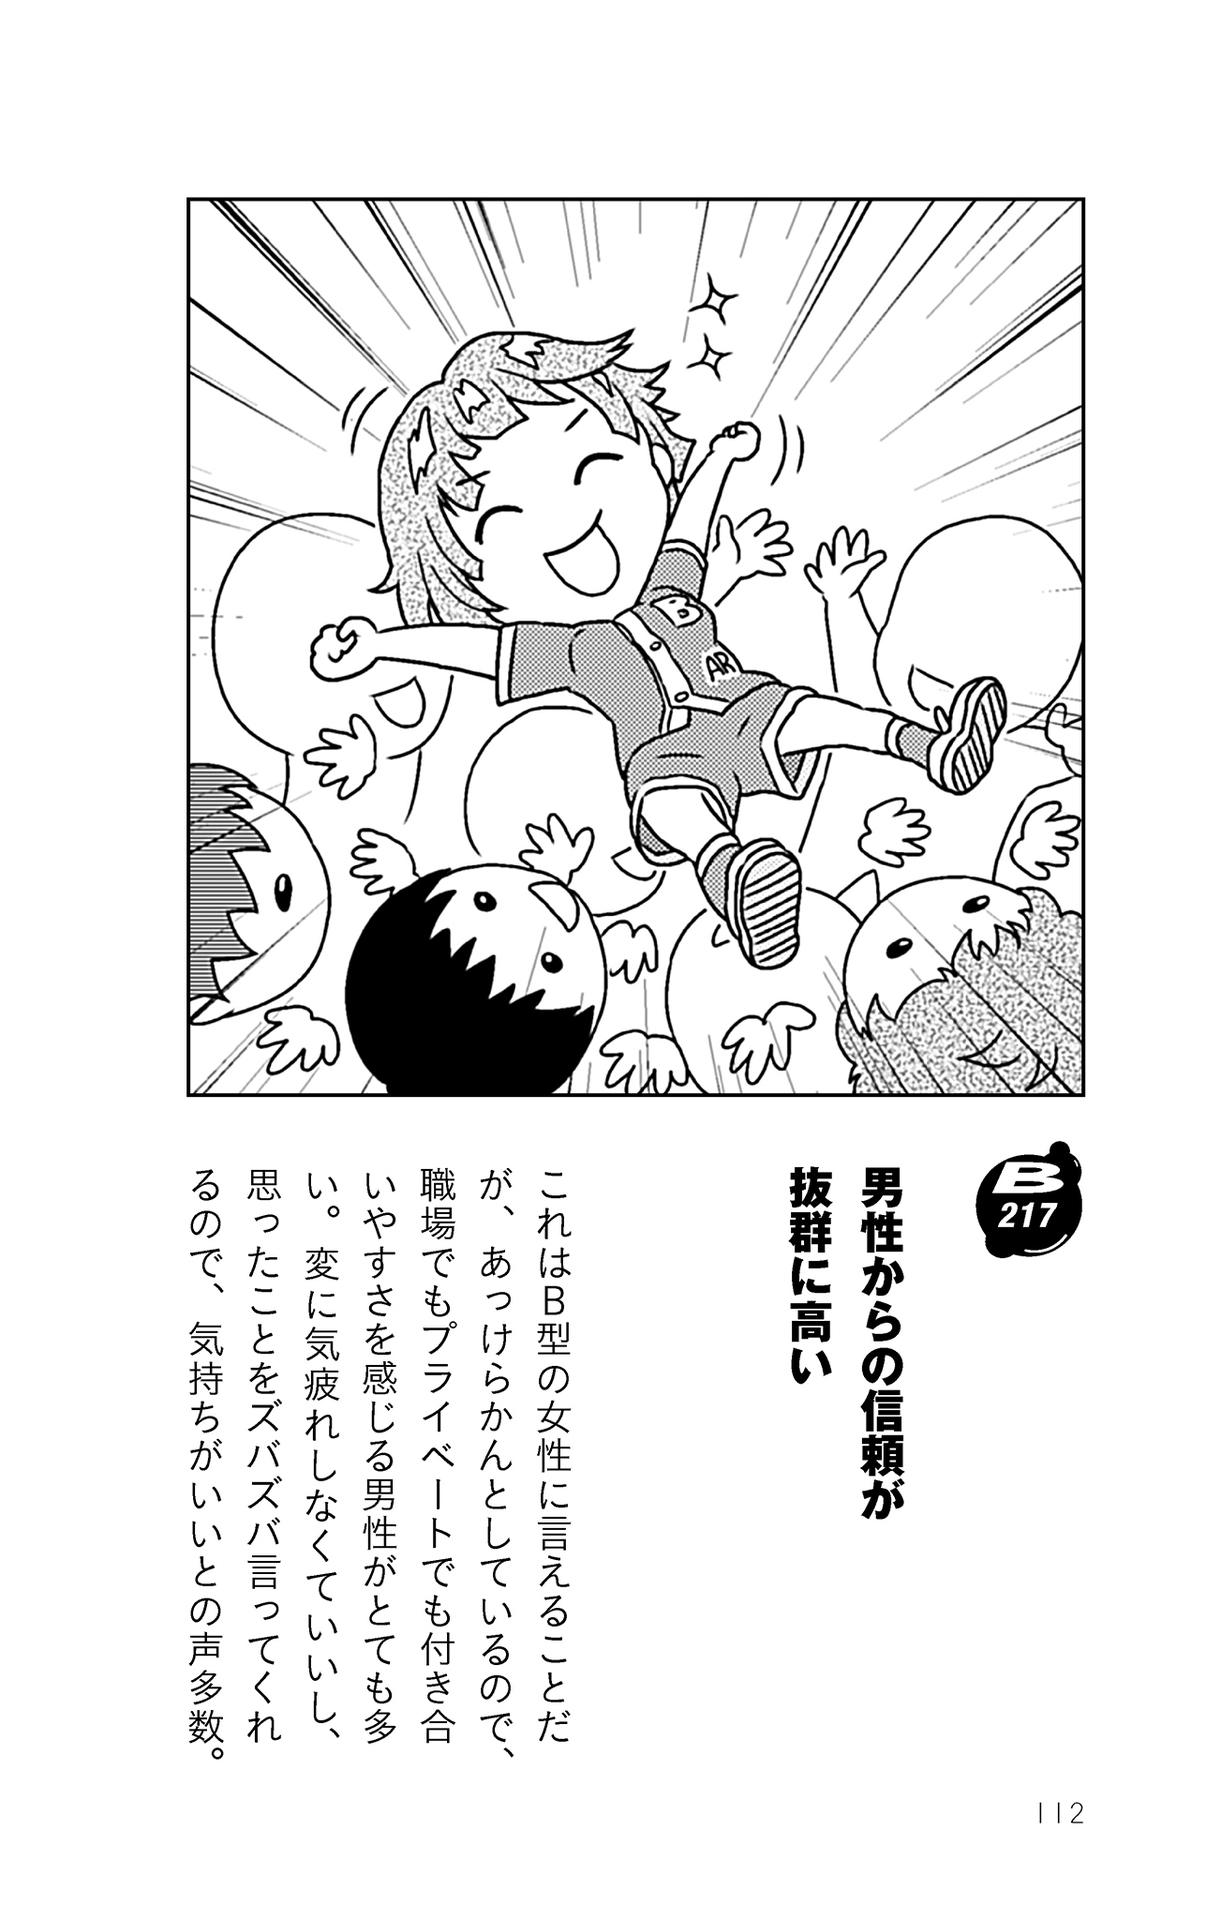 B
AR
B
217
男性からの信頼が
抜群に高い
これはB型の女性に言えることだ
が、あっけらかんとしているので、
職場でもプライベートでも付き合
いやすさを感じる男性がとても多
い。変に気疲れしなくていいし、
思ったことをズバズバ言ってくれ
るので、気持ちがいいとの声多数。
112